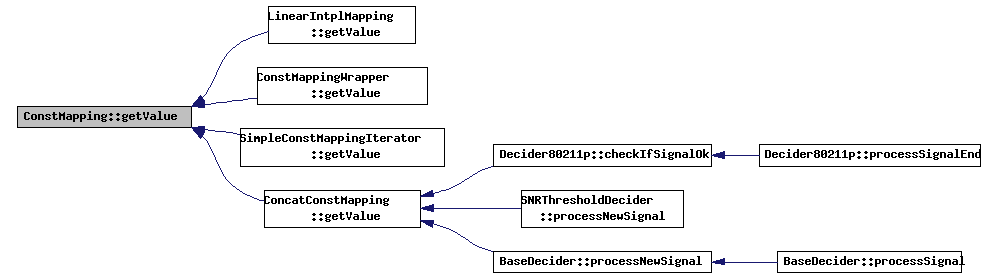 LinearIntplMapping
::getValue
ConstMappingWrapper
::getValue
ConstMapping::getValue
SimpleConstMappingIterator
::getValue
Decider80211p::checkIfSignalOk
Decider80211p::processSignalEnd
ConcatConstMapping
::getValue
SNRThresholdDecider
::processNewSignal
BaseDecider::processNewSignal
BaseDecider::processSignal